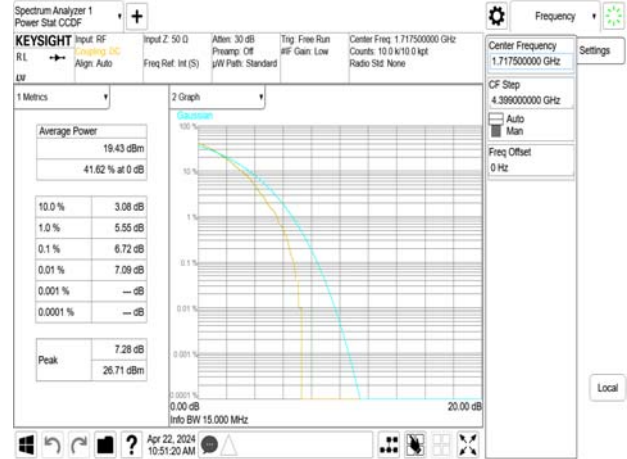 Spectrum Analyzer 1
Power Stat CCDF
Frequency
KEYSIGHT
R L
Input: RF
Coupling: DC
Align: Auto
Input Z: 50 Ω
Freq Ref: Int (S)
Atten: 30 dB
Preamp: Off
µW Path: Standard
Trig: Free Run
#IF Gain: Low
Center Freq: 1.717500000 GHz
Counts: 10.0 k/10.0 kpt
Radio Std: None
Center Frequency
1.717500000 GHz
Settings
CF Step
4.399000000 GHz
Auto
Man
Freq Offset
0 Hz
Local
1 Metrics
Average Power
19.43 dBm
41.62 % at 0 dB
10.0 % 3.08 dB
1.0 % 5.55 dB
0.1 % 6.72 dB
0.01 % 7.09 dB
0.001 % --- dB
0.0001 % --- dB
Peak
7.28 dB
26.71 dBm
2 Graph
Gaussian
100 %
10 %
1 %
0.1 %
0.01 %
0.001 %
0.0001 %
0.00 dB
20.00 dB
Info BW 15.000 MHz
?
Apr 22, 2024
10:51:20 AM